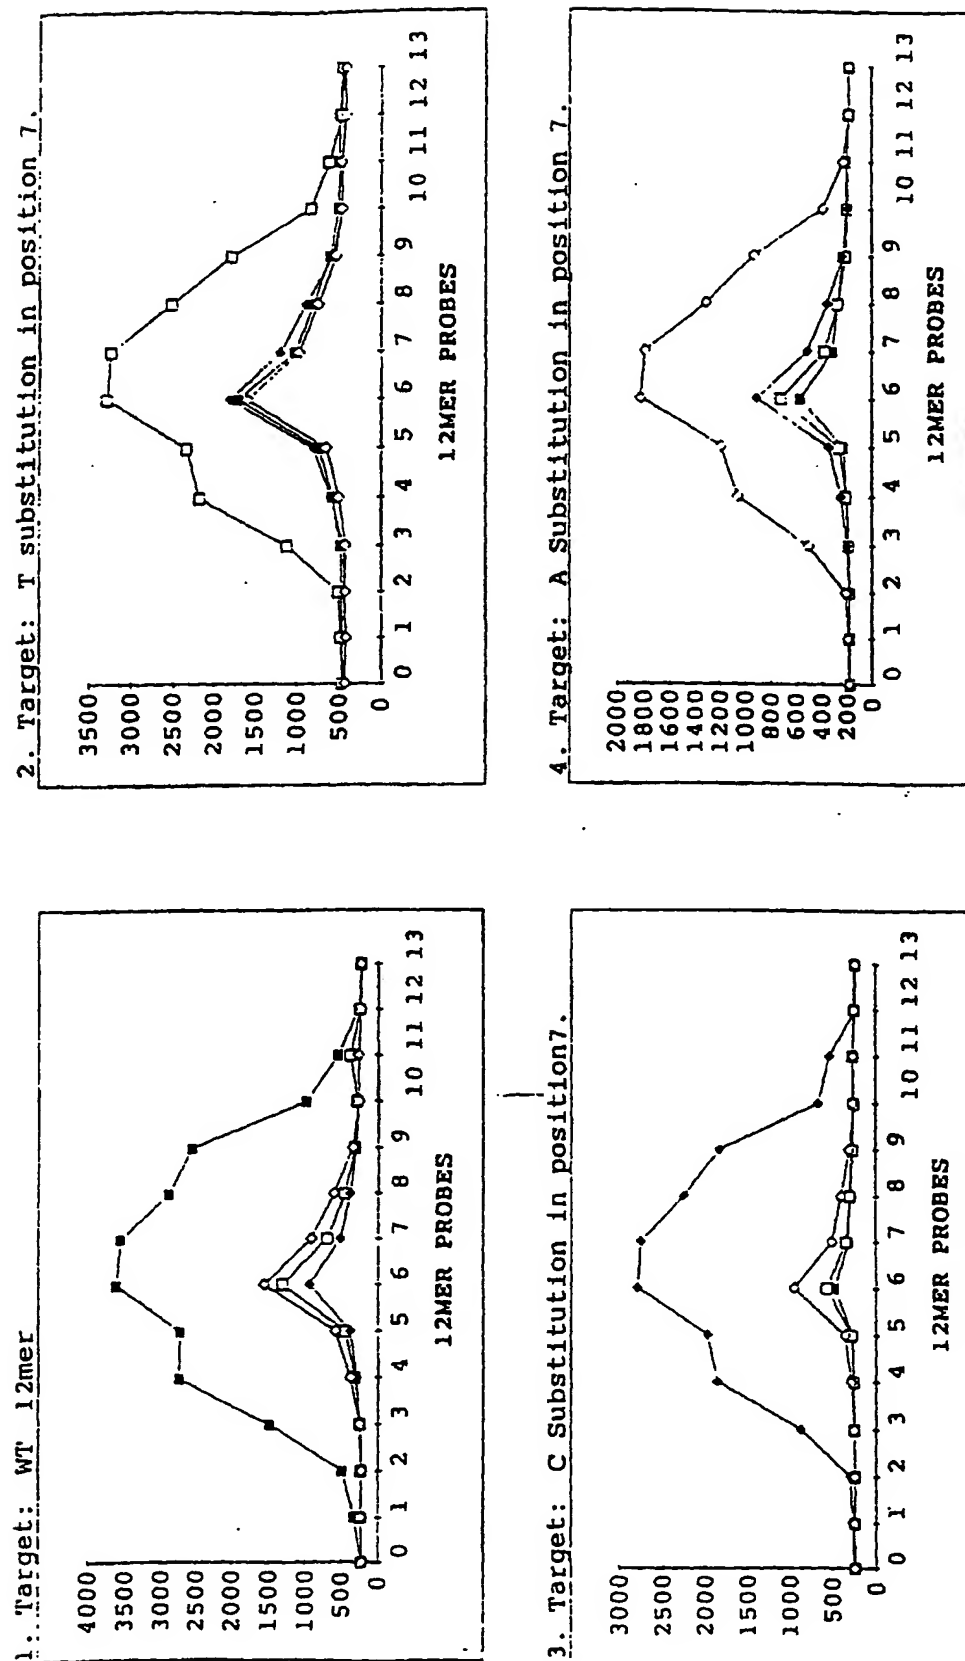 1. Target: WT 12mer
4000
3500
3000
2500
2000
1500
1000
500
0
0 1 2 3 4 5 6 7 8 9 10 11 12 13
12MER PROBES
2. Target: T substitution in position 7.
3500
3000
2500
2000
1500
1000
500
0
0 1 2 3 4 5 6 7 8 9 10 11 12 13
12MER PROBES
3. Target: C Substitution in position7.
3000
2500
2000
1500
1000
500
0
0 1 2 3 4 5 6 7 8 9 10 11 12 13
12MER PROBES
4. Target: A Substitution in position 7.
2000
1800
1600
1400
1200
1000
800
600
400
200
0
0 1 2 3 4 5 6 7 8 9 10 11 12 13
12MER PROBES